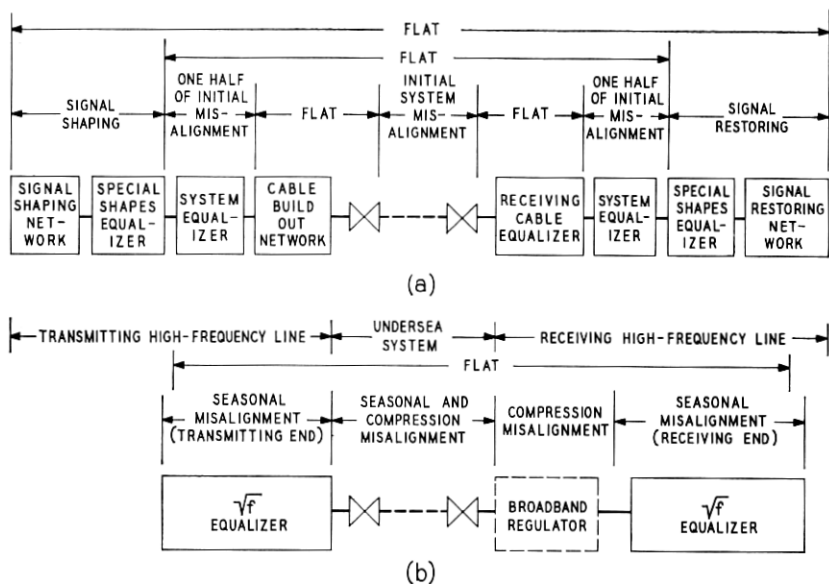 FLAT
FLAT
SIGNAL
SHAPING
ONE HALF
OF INITIAL
MIS-
ALIGNMENT
FLAT
INITIAL
SYSTEM
MIS-
ALIGNMENT
FLAT
ONE HALF
OF INITIAL
MIS-
ALIGNMENT
SIGNAL
RESTORING
SIGNAL
SHAPING
NET-
WORK
SPECIAL
SHAPES
EQUAL-
IZER
SYSTEM
EQUAL-
IZER
CABLE
BUILD
OUT
NETWORK
RECEIVING
CABLE
EQUALIZER
SYSTEM
EQUAL-
IZER
SPECIAL
SHAPES
EQUAL-
IZER
SIGNAL
RESTORING
NET-
WORK
(a)
TRANSMITTING HIGH-FREQUENCY LINE
UNDERSEA
SYSTEM
RECEIVING HIGH-FREQUENCY LINE
FLAT
SEASONAL
MISALIGNMENT
(TRANSMITTING END)
SEASONAL AND
COMPRESSION
MISALIGNMENT
COMPRESSION
MISALIGNMENT
SEASONAL
MISALIGNMENT
(RECEIVING END)
√f
EQUALIZER
BROADBAND
REGULATOR
√f
EQUALIZER
(b)